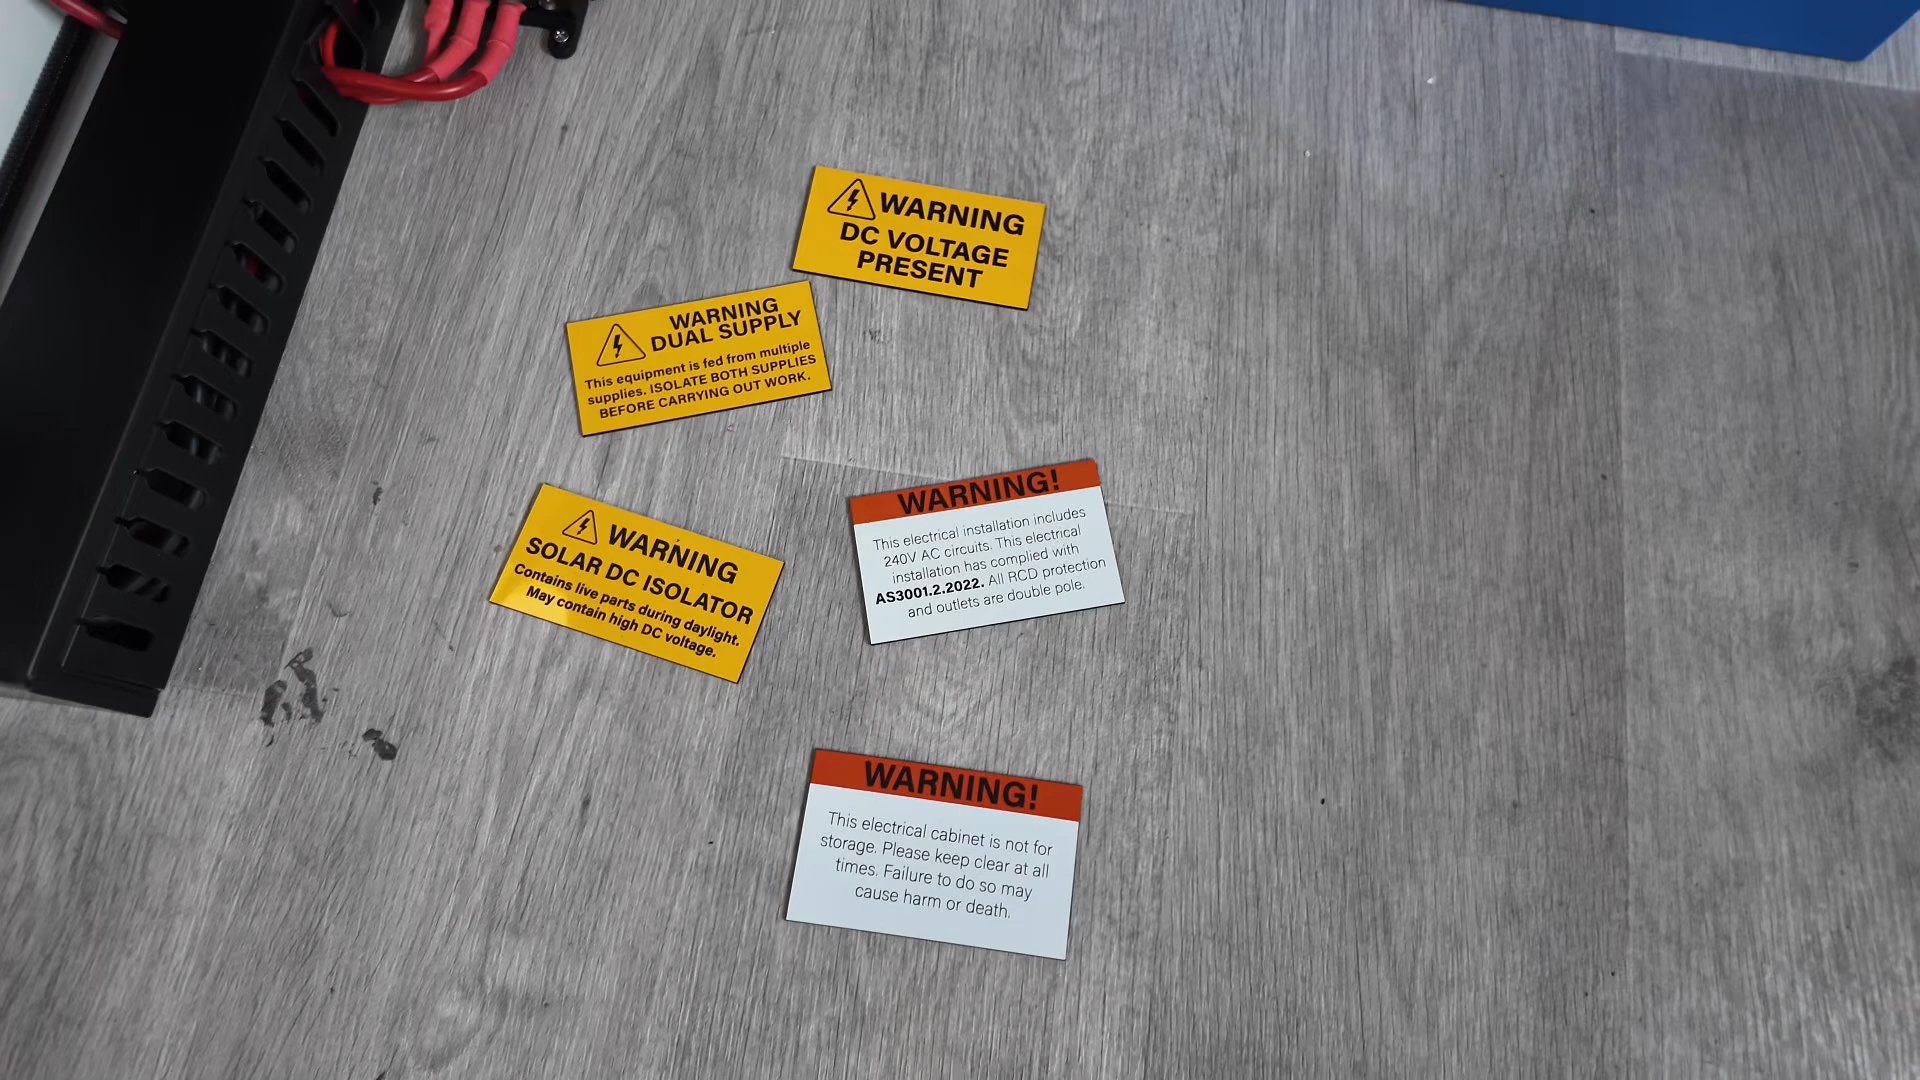 WARNING
DC VOLTAGE
PRESENT
WARNING
DUAL SUPPLY
This equipment is fed from multiple
supplies. ISOLATE BOTH SUPPLIES
BEFORE CARRYING OUT WORK.
WARNING
SOLAR DC ISOLATOR
Contains live parts during daylight.
May contain high DC voltage.
WARNING!
This electrical installation includes
240V AC circuits. This electrical
installation has complied with
AS3001.2.2022. All RCD protection
and outlets are double pole.
WARNING!
This electrical cabinet is not for
storage. Please keep clear at all
times. Failure to do so may
cause harm or death.